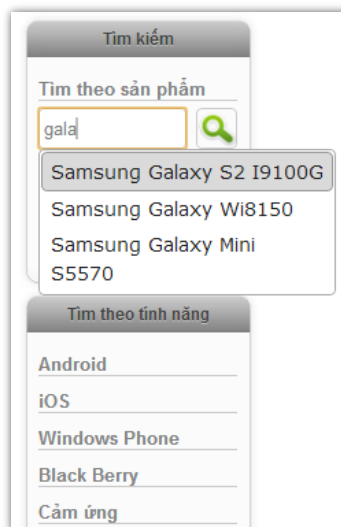 Tìm kiếm
Tìm theo sản phẩm
gala
Samsung Galaxy S2 I9100G
Samsung Galaxy Wi8150
Samsung Galaxy Mini
S5570
Tìm theo tính năng
Android
iOS
Windows Phone
Black Berry
Cảm ứng